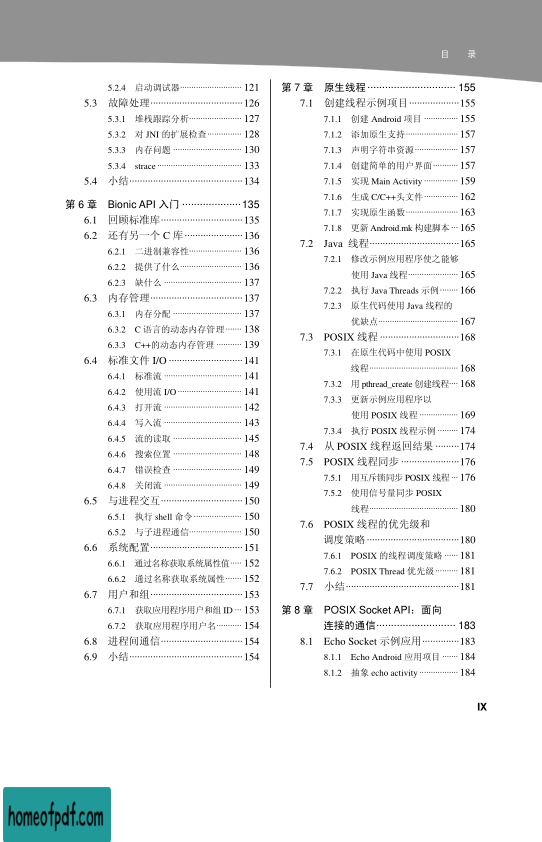 目 录
5.2.4 启动调试器 121
5.3 故障处理 126
5.3.1 堆栈跟踪分析 127
5.3.2 对 JNI 的扩展检查 128
5.3.3 内存问题 130
5.3.4 strace 133
5.4 小结 134
第 6 章 Bionic API 入门 135
6.1 回顾标准库 135
6.2 还有另一个 C 库 136
6.2.1 二进制兼容性 136
6.2.2 提供了什么 136
6.2.3 缺什么 137
6.3 内存管理 137
6.3.1 内存分配 137
6.3.2 C 语言的动态内存管理 138
6.3.3 C++的动态内存管理 139
6.4 标准文件 I/O 141
6.4.1 标准流 141
6.4.2 使用流 I/O 141
6.4.3 打开流 142
6.4.4 写入流 143
6.4.5 流的读取 145
6.4.6 搜索位置 148
6.4.7 错误检查 149
6.4.8 关闭流 149
6.5 与进程交互 150
6.5.1 执行 shell 命令 150
6.5.2 与子进程通信 150
6.6 系统配置 151
6.6.1 通过名称获取系统属性值 152
6.6.2 通过名称获取系统属性 152
6.7 用户和组 153
6.7.1 获取应用程序用户和组 ID 153
6.7.2 获取应用程序用户名 154
6.8 进程间通信 154
6.9 小结 154
第 7 章 原生线程 155
7.1 创建线程示例项目 155
7.1.1 创建 Android 项目 155
7.1.2 添加原生支持 157
7.1.3 声明字符串资源 157
7.1.4 创建简单的用户界面 157
7.1.5 实现 Main Activity 159
7.1.6 生成 C/C++头文件 162
7.1.7 实现原生函数 163
7.1.8 更新 Android.mk 构建脚本 165
7.2 Java 线程 165
7.2.1 修改示例应用程序使之能够
使用 Java 线程 165
7.2.2 执行 Java Threads 示例 166
7.2.3 原生代码使用 Java 线程的
优缺点 167
7.3 POSIX 线程 168
7.3.1 在原生代码中使用 POSIX
线程 168
7.3.2 用 pthread_create 创建线程 168
7.3.3 更新示例应用程序以
使用 POSIX 线程 169
7.3.4 执行 POSIX 线程示例 174
7.4 从 POSIX 线程返回结果 174
7.5 POSIX 线程同步 176
7.5.1 用互斥锁同步 POSIX 线程 176
7.5.2 使用信号量同步 POSIX
线程 180
7.6 POSIX 线程的优先级和
调度策略 180
7.6.1 POSIX 的线程调度策略 181
7.6.2 POSIX Thread 优先级 181
7.7 小结 181
第 8 章 POSIX Socket API：面向
连接的通信 183
8.1 Echo Socket 示例应用 183
8.1.1 Echo Android 应用项目 184
8.1.2 抽象 echo activity 184
IX
homeofpdf.com